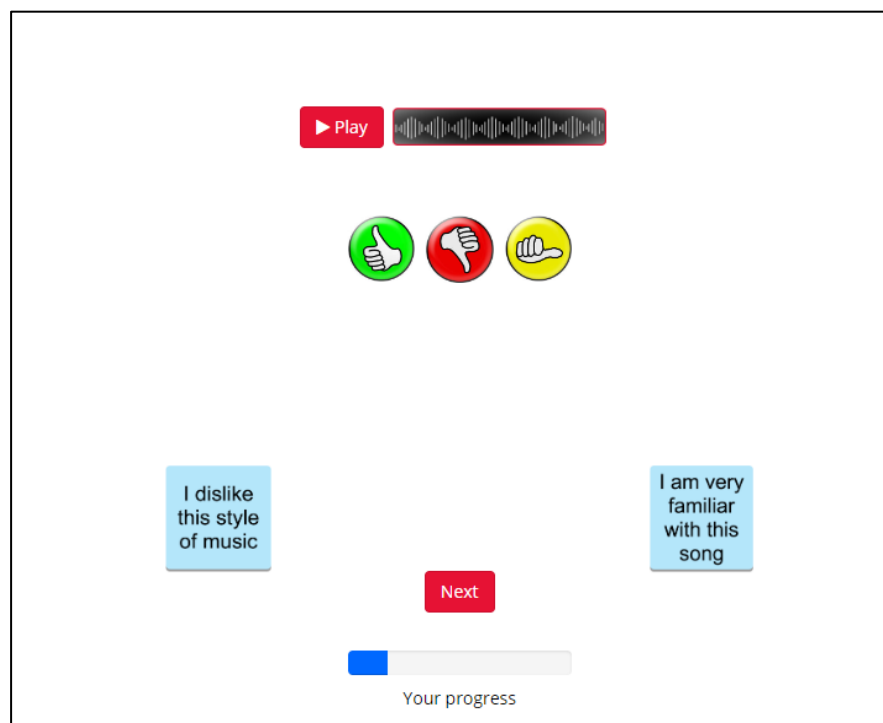 Play
I dislike
this style
of music
I am very
familiar
with this
song
Next
Your progress